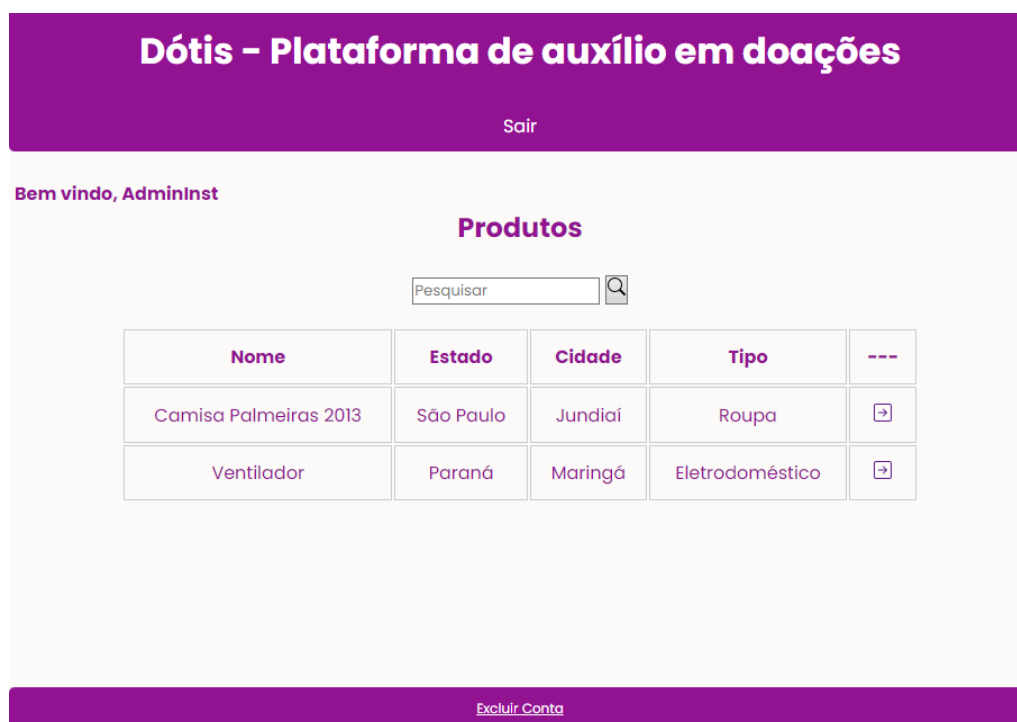 Dótis - Plataforma de auxílio em doações
Sair
Bem vindo, AdminInst
Produtos
Pesquisar
Nome Estado Cidade Tipo ---
Camisa Palmeiras 2013 São Paulo Jundiaí Roupa
Ventilador Paraná Maringá Eletrodoméstico
Excluir Conta